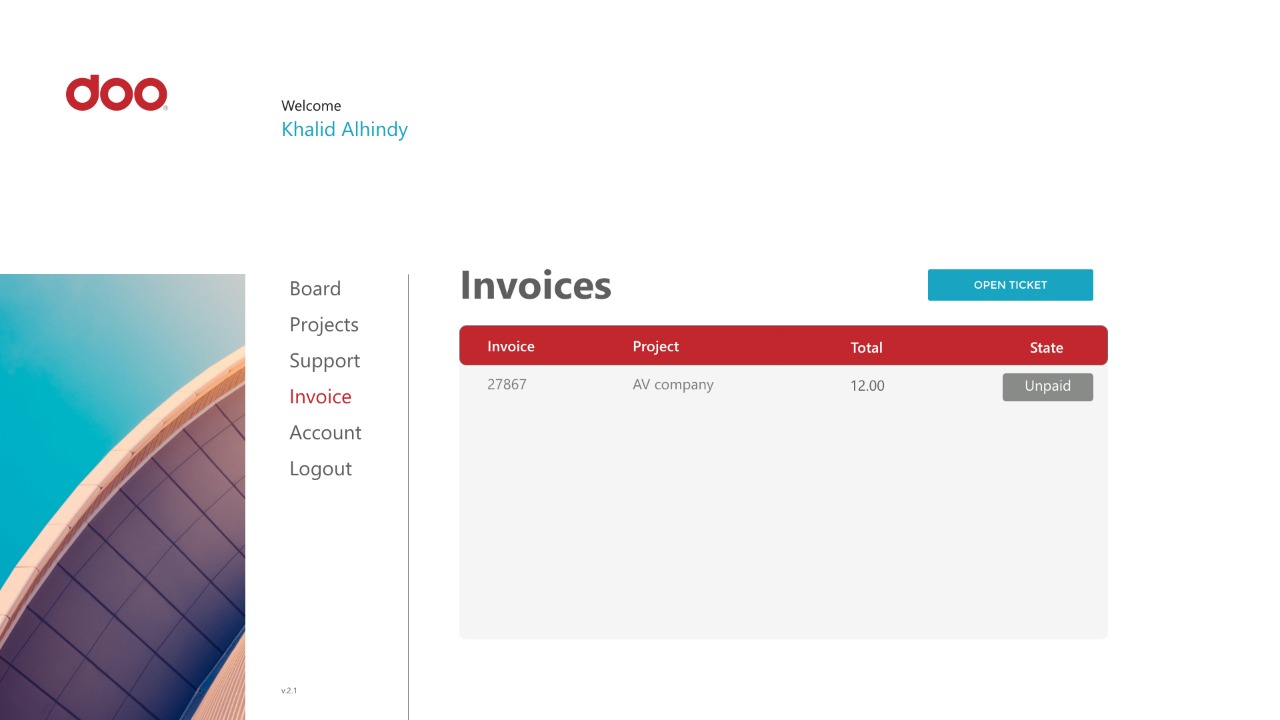 doo
Welcome
Khalid Alhindy
Board
Projects
Support
Invoice
Account
Logout
v.2.1
Invoices
OPEN TICKET
Invoice Project Total State
27867 AV company 12.00 Unpaid